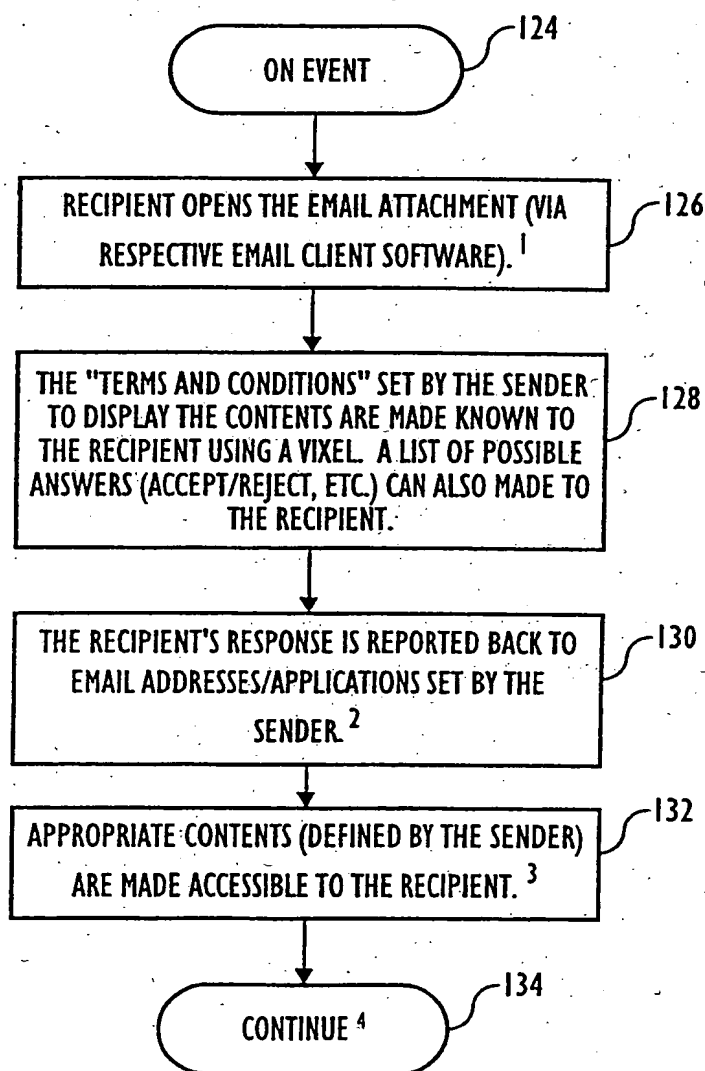 124
ON EVENT
RECIPIENT OPENS THE EMAIL ATTACHMENT (VIA
RESPECTIVE EMAIL CLIENT SOFTWARE). 1
126
THE "TERMS AND CONDITIONS" SET BY THE SENDER
TO DISPLAY THE CONTENTS ARE MADE KNOWN TO
THE RECIPIENT USING A VIXEL. A LIST OF POSSIBLE
ANSWERS (ACCEPT/REJECT, ETC.) CAN ALSO MADE TO
THE RECIPIENT.
128
THE RECIPIENT'S RESPONSE IS REPORTED BACK TO
EMAIL ADDRESSES/APPLICATIONS SET BY THE
SENDER. 2
130
APPROPRIATE CONTENTS (DEFINED BY THE SENDER)
ARE MADE ACCESSIBLE TO THE RECIPIENT. 3
132
CONTINUE 4
134